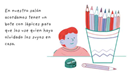 En nuestro salón
acordamos tener un
bote con lápices para
que los use quien haya
olvidado los suyos en
casa.